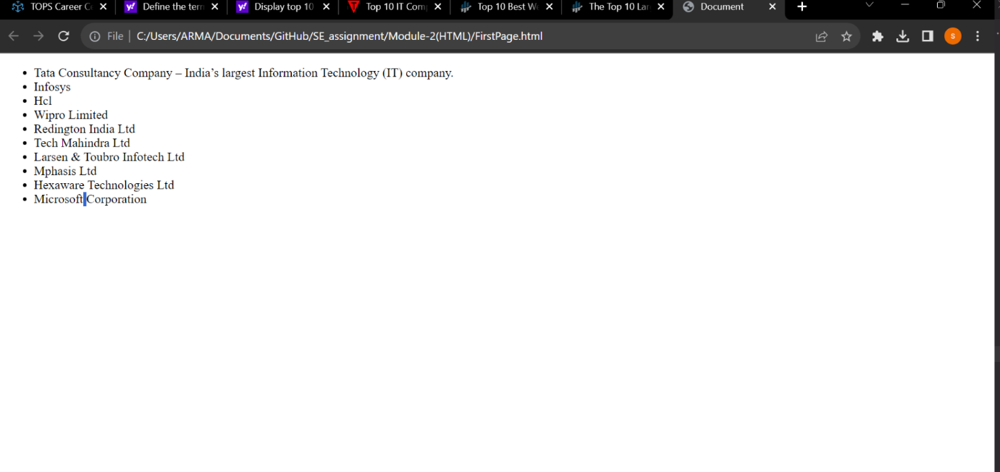 TOPS Career C
Define the tern
Display top 10
Top 10 IT Com
Top 10 Best W
The Top 10 Lar
Document
File
C:/Users/ARMA/Documents/GitHub/SE_assignment/Module-2(HTML)/FirstPage.html
S
• Tata Consultancy Company – India’s largest Information Technology (IT) company.
• Infosys
• Hcl
• Wipro Limited
• Redington India Ltd
• Tech Mahindra Ltd
• Larsen & Toubro Infotech Ltd
• Mphasis Ltd
• Hexaware Technologies Ltd
• Microsoft Corporation